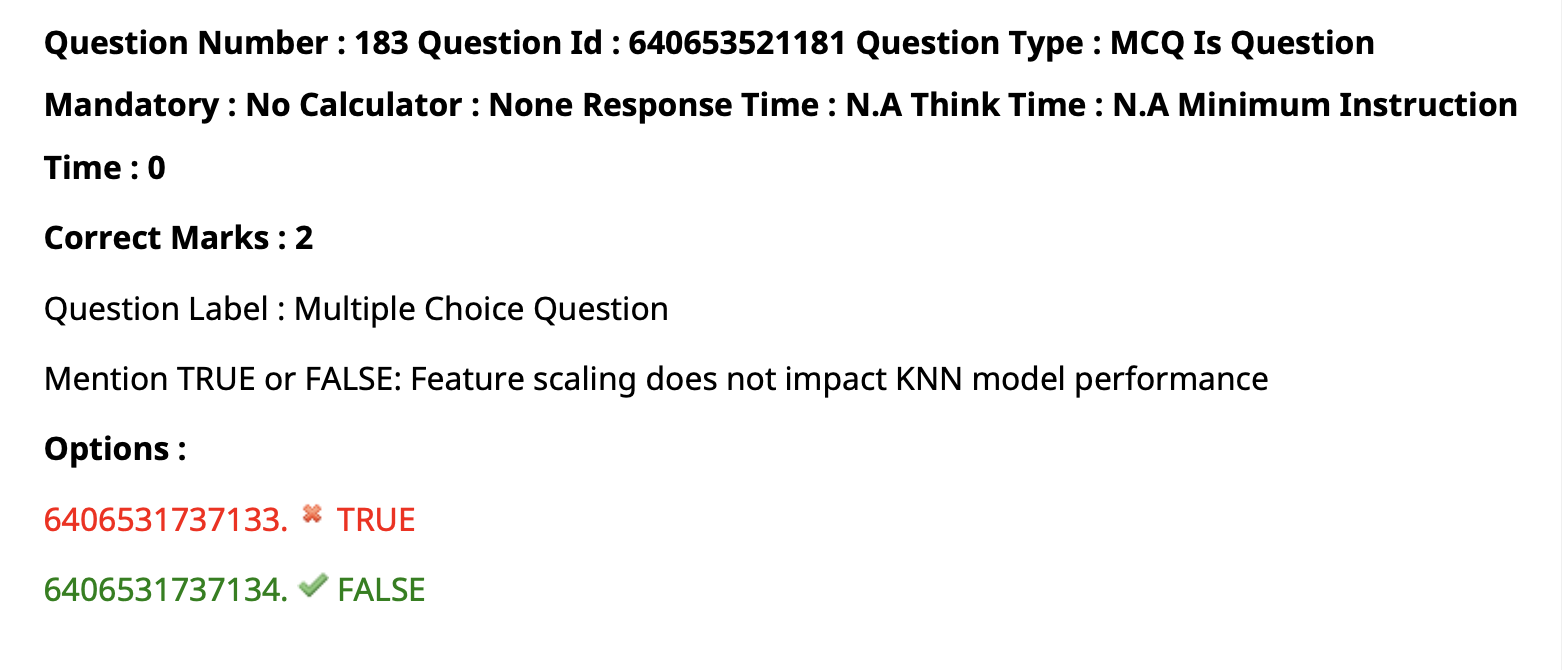 Question Number : 183 Question Id : 640653521181 Question Type : MCQ Is Question
Mandatory : No Calculator : None Response Time : N.A Think Time : N.A Minimum Instruction
Time : 0
Correct Marks : 2
Question Label : Multiple Choice Question
Mention TRUE or FALSE: Feature scaling does not impact KNN model performance
Options :
6406531737133. ✖ TRUE
6406531737134. ✔ FALSE